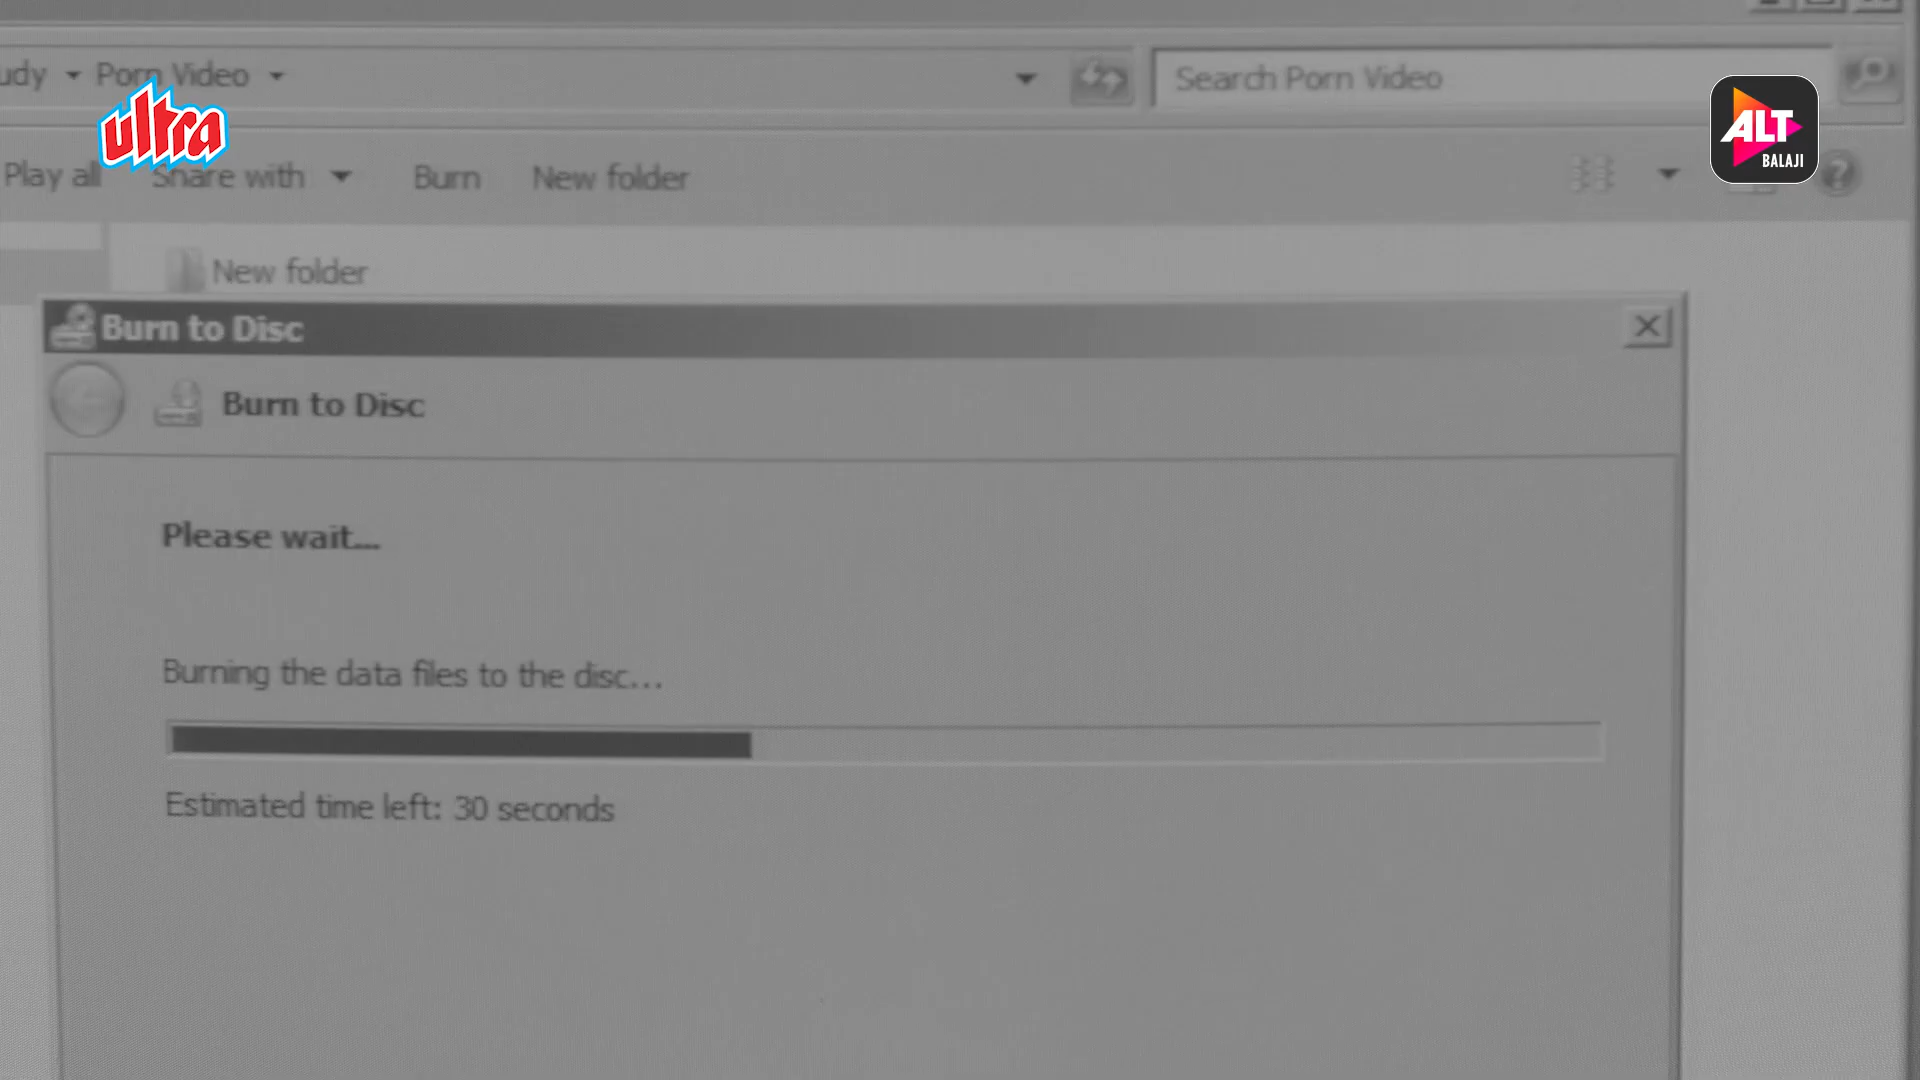 udy Porn Video
Search Porn Video
ultra
ALT
BALAJI
Play all Share with Burn New folder
New folder
Burn to Disc
Burn to Disc
Please wait...
Burning the data files to the disc...
Estimated time left: 30 seconds